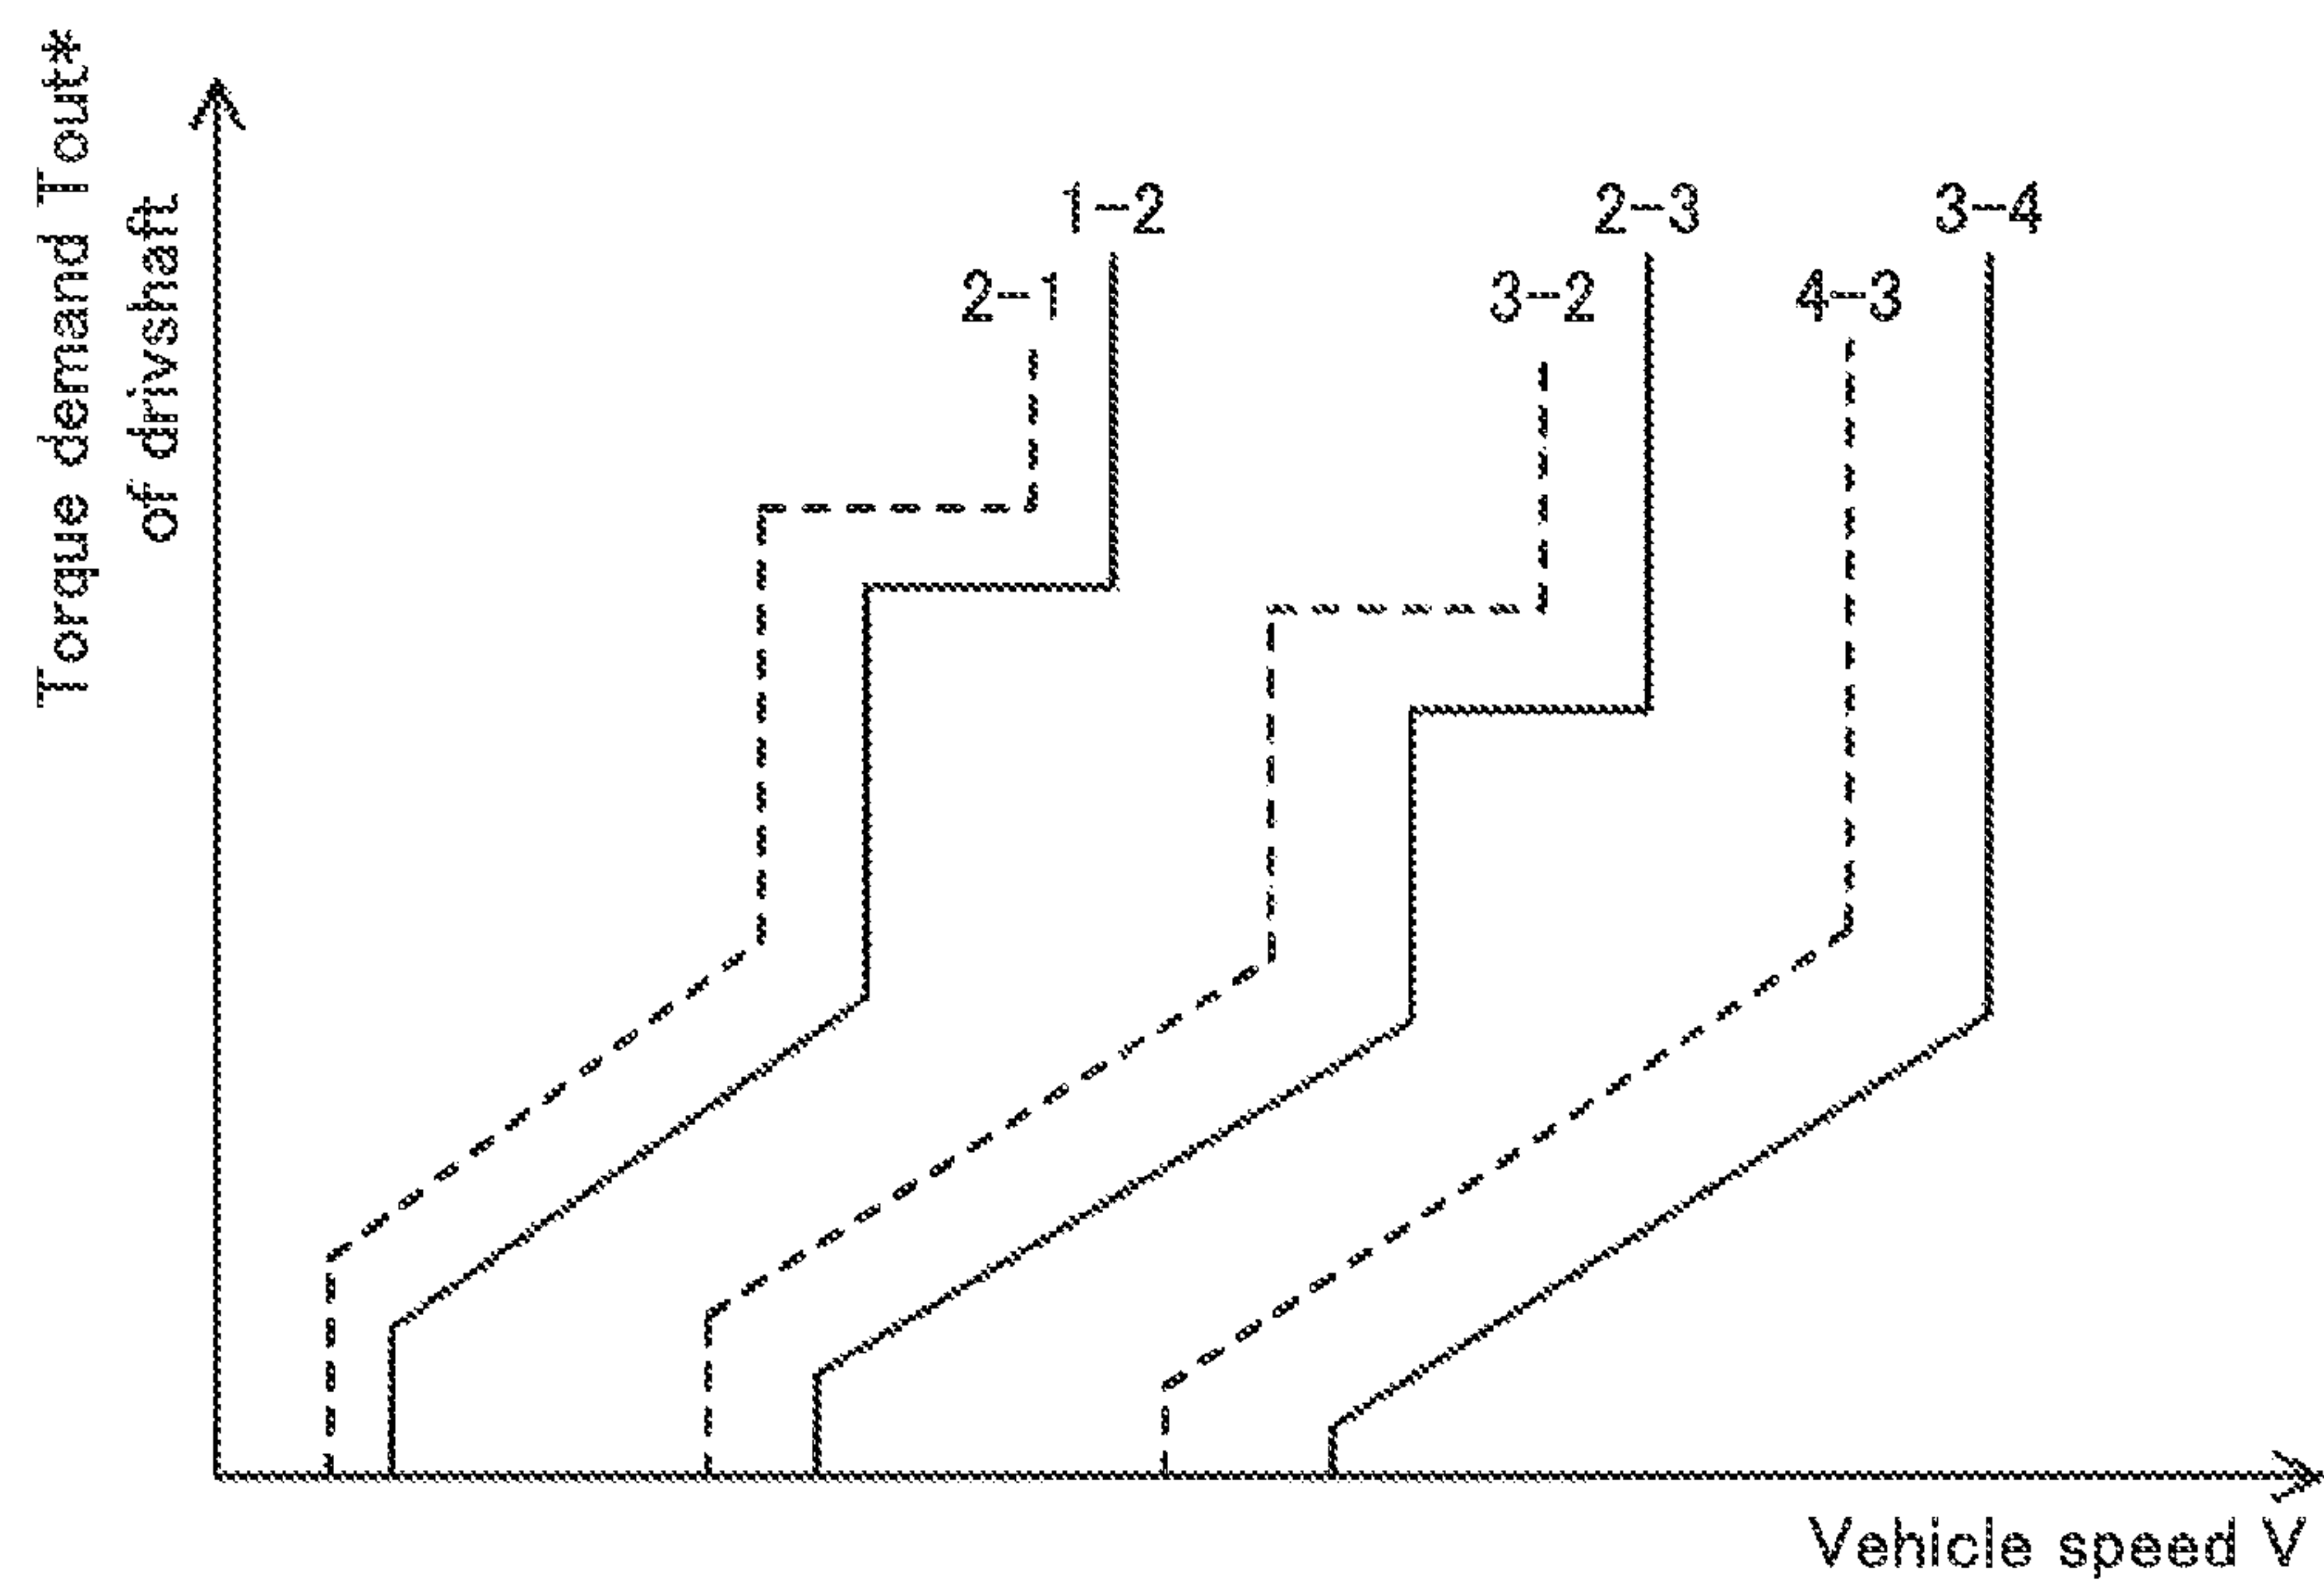 Torque demand Tout*
of drivshaft
1-2
2-3
3-4
2-1
3-2
4-3
Vehicle speed V